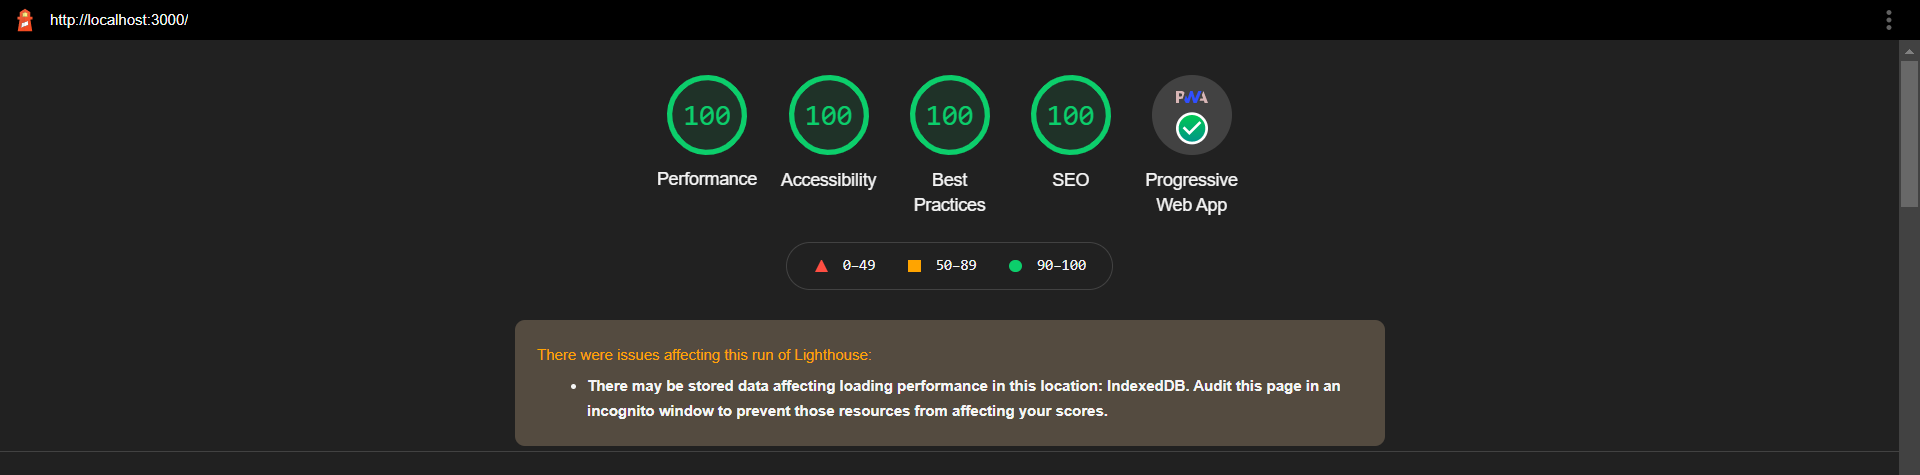 http://localhost:3000/
100 100 100 100 PWA
Performance Accessibility Best Practices SEO Progressive Web App
0–49 50–89 90–100
There were issues affecting this run of Lighthouse:
There may be stored data affecting loading performance in this location: IndexedDB. Audit this page in an
incognito window to prevent those resources from affecting your scores.